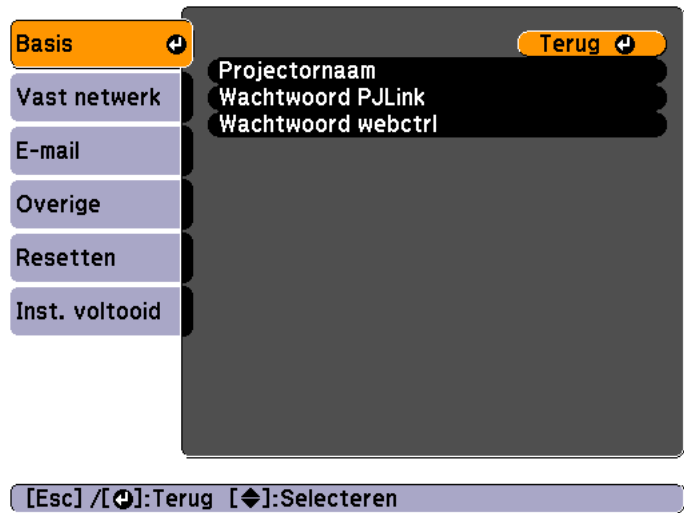 Basis
Terug
Projectornaam
Wachtwoord PJLink
Wachtwoord webctrl
Vast netwerk
E-mail
Overige
Resetten
Inst. voltooid
[Esc] /[⏎]:Terug [◆]:Selecteren